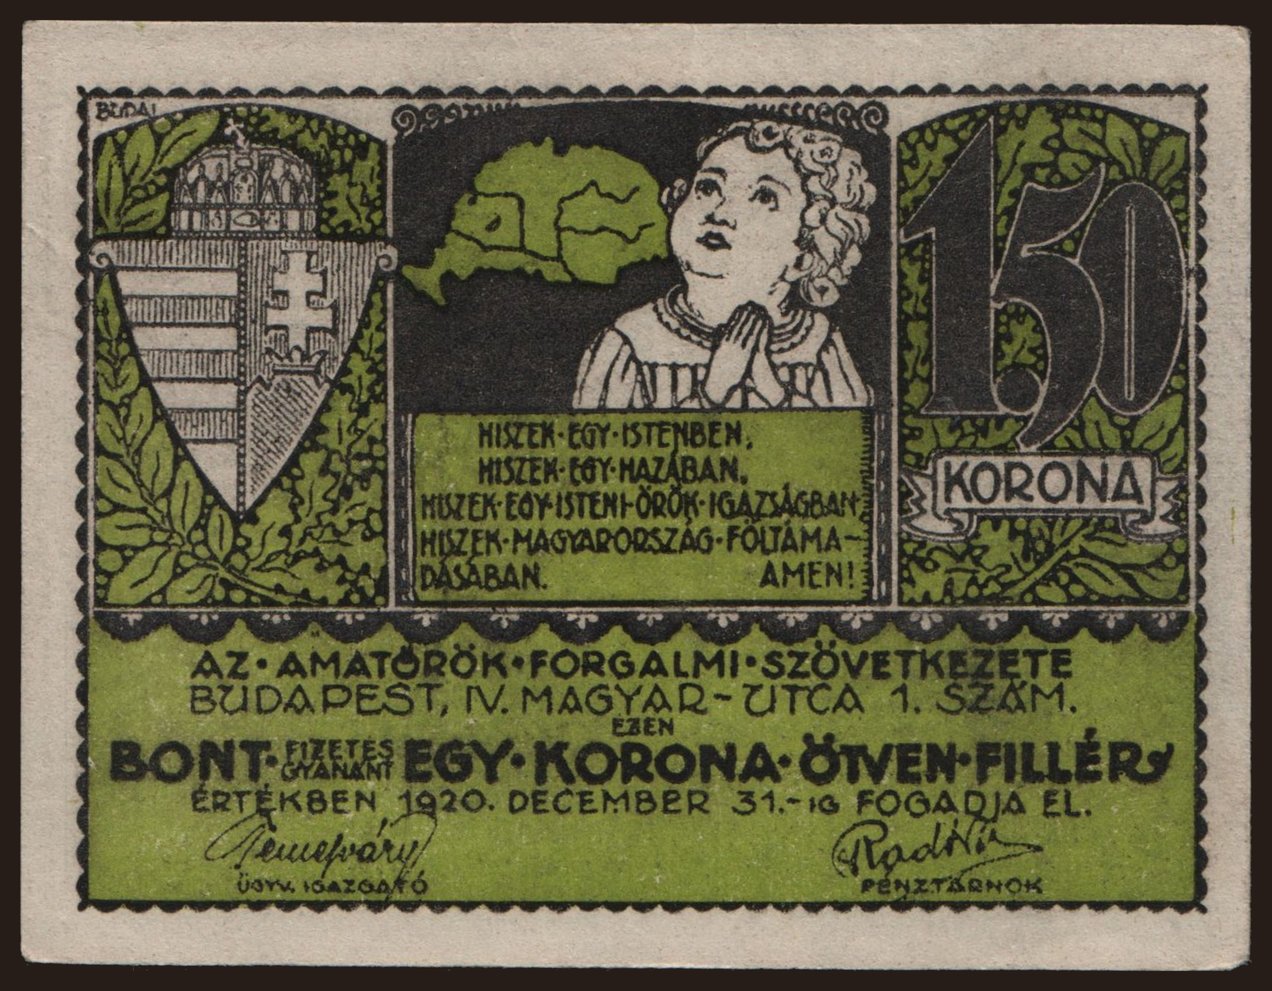 BUDAI
1.50
KORONA
HISZEK·EGY·ISTENBEN,
HISZEK·EGY·HAZÁBAN,
HISZEK·EGY·ISTENI·ÖRÖK·IGAZSÁGBAN·
HISZEK·MAGYARORSZÁG·FÖLTÁMA-
DÁSÁBAN. AMEN!
AZ·AMATŐRÖK·FORGALMI·SZÖVETKEZETE
BUDAPEST, IV. MAGYAR-UTCA 1. SZÁM.
EZEN
BONT·FIZETÉS GYANÁNT EGY·KORONA·ÖTVEN·FILLÉR
ÉRTÉKBEN 1920. DECEMBER 31.-IG FOGADJA EL.
Temesváry
ÜGYV. IGAZGATÓ
PÉNZTÁRNOK